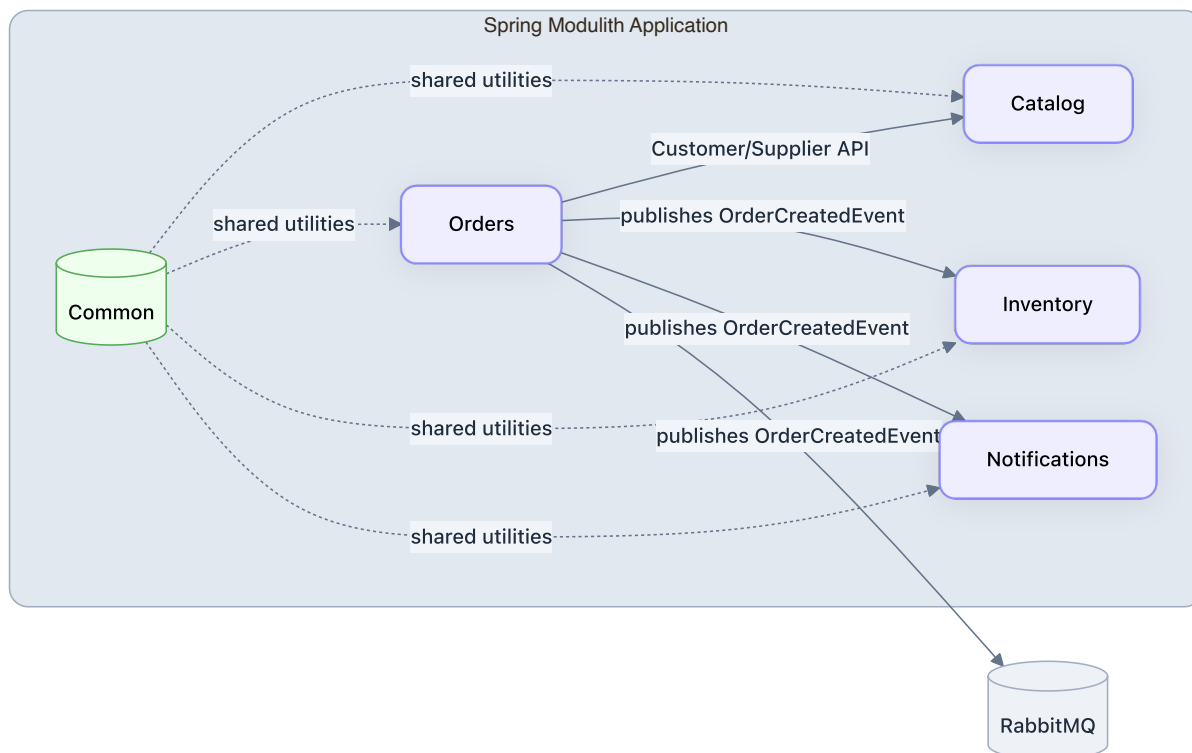 Spring Modulith Application
shared utilities
Catalog
Customer/Supplier API
shared utilities
Orders
publishes OrderCreatedEvent
Common
Inventory
publishes OrderCreatedEvent
shared utilities
publishes OrderCreatedEvent
Notifications
shared utilities
RabbitMQ